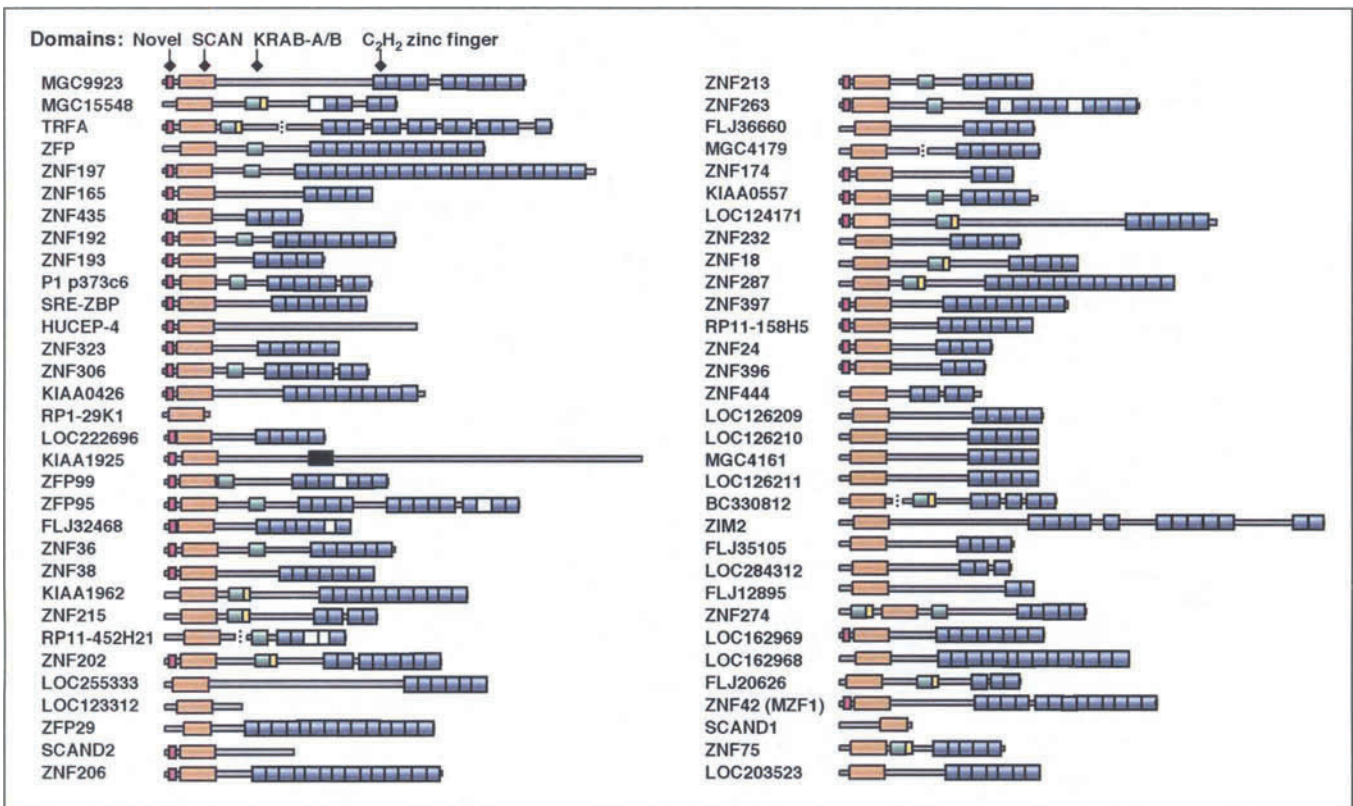 Domains: Novel SCAN KRAB-A/B C₂H₂ zinc finger
MGC9923
MGC15548
TRFA
ZFP
ZNF197
ZNF165
ZNF435
ZNF192
ZNF193
P1 p373c6
SRE-ZBP
HUCEP-4
ZNF323
ZNF306
KIAA0426
RP1-29K1
LOC222696
KIAA1925
ZFP99
ZFP95
FLJ32468
ZNF36
ZNF38
KIAA1962
ZNF215
RP11-452H21
ZNF202
LOC255333
LOC123312
ZFP29
SCAND2
ZNF206
ZNF213
ZNF263
FLJ36660
MGC4179
ZNF174
KIAA0557
LOC124171
ZNF232
ZNF18
ZNF287
ZNF397
RP11-158H5
ZNF24
ZNF396
ZNF444
LOC126209
LOC126210
MGC4161
LOC126211
BC330812
ZIM2
FLJ35105
LOC284312
FLJ12895
ZNF274
LOC162969
LOC162968
FLJ20626
ZNF42 (MZF1)
SCAND1
ZNF75
LOC203523